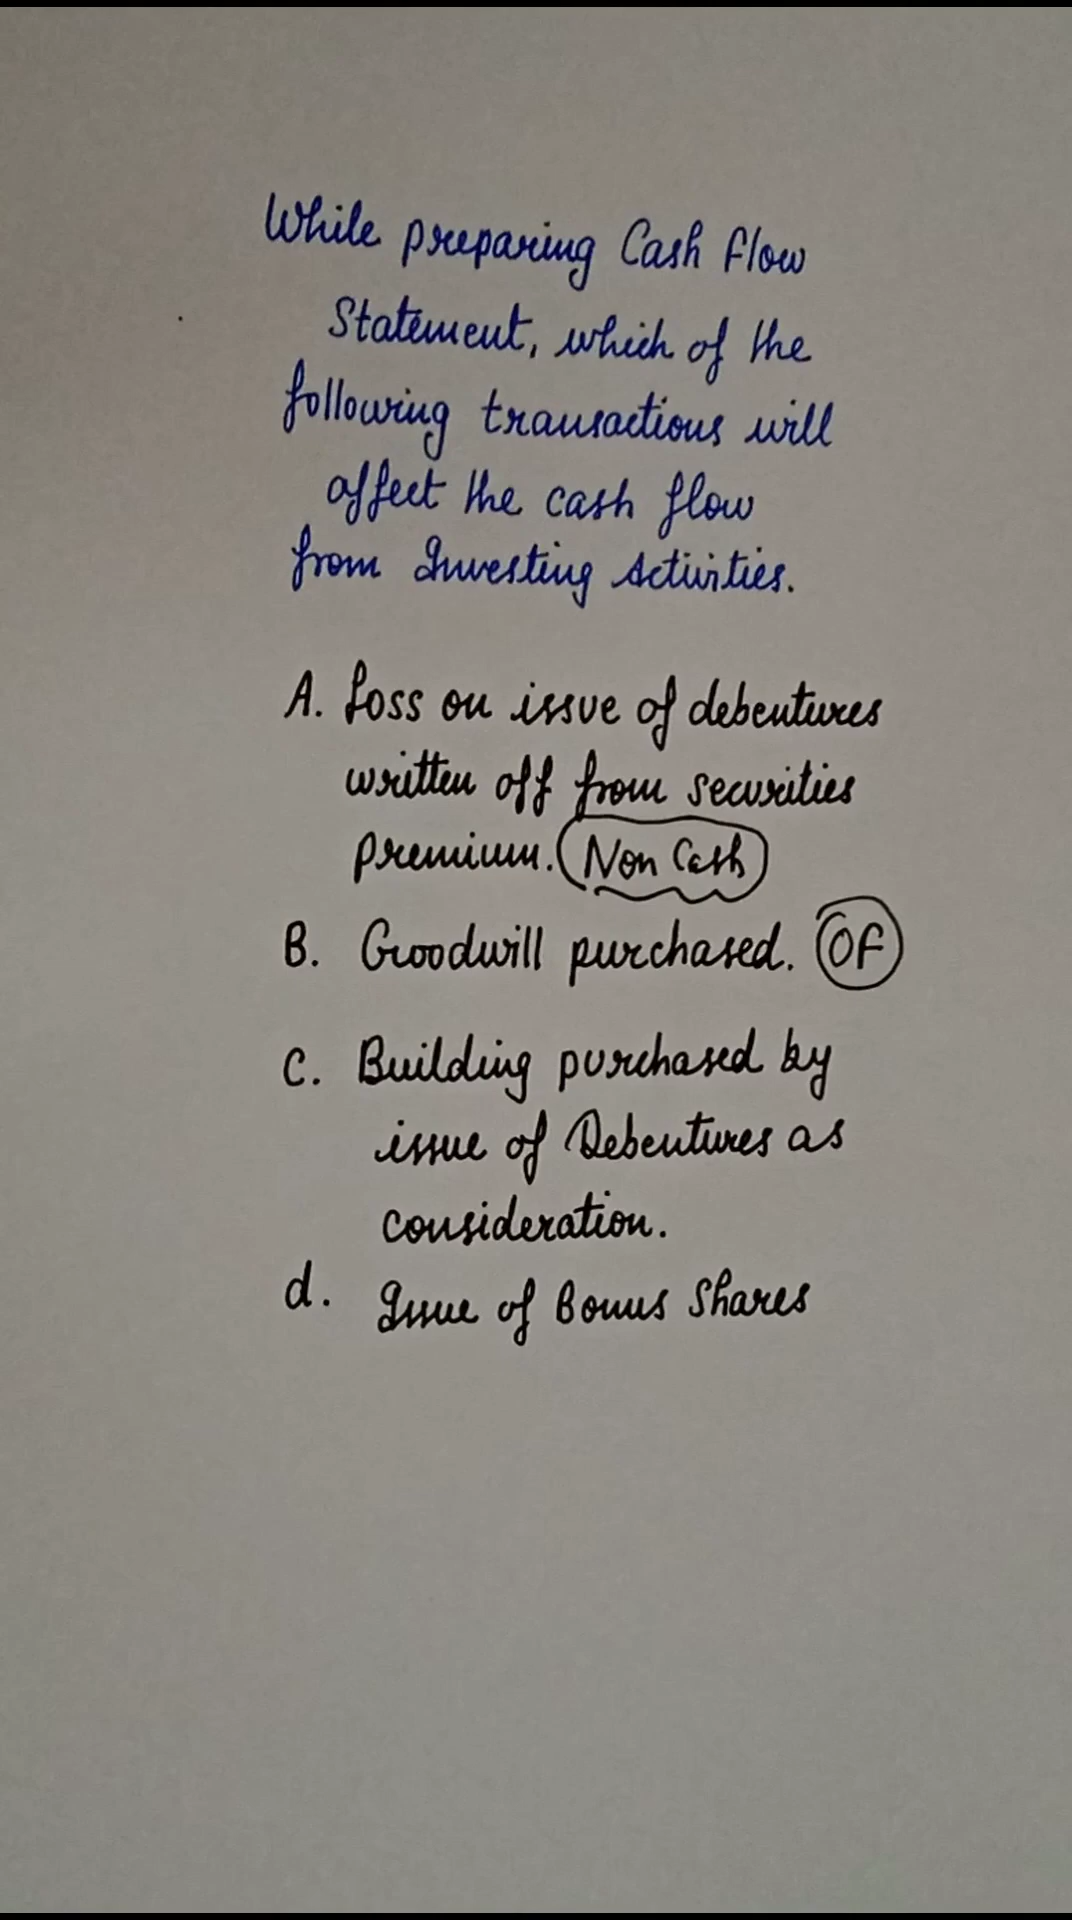 While preparing Cash flow
Statement, which of the
following transactions will
affect the cash flow
from Investing Activities.
A. Loss on issue of debentures
written off from securities
premium. Non Cash
B. Goodwill purchased. OF
C. Building purchased by
issue of Debentures as
consideration.
d. Issue of Bonus Shares